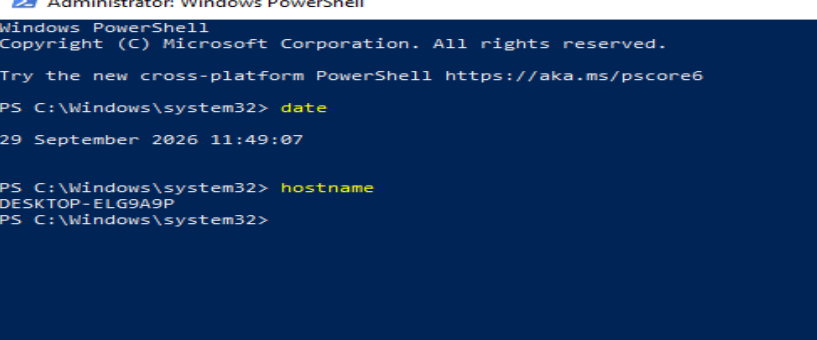 Administrator: Windows PowerShell
Windows PowerShell
Copyright (C) Microsoft Corporation. All rights reserved.
Try the new cross-platform PowerShell https://aka.ms/pscore6
PS C:\Windows\system32> date
29 September 2026 11:49:07
PS C:\Windows\system32> hostname
DESKTOP-ELG9A9P
PS C:\Windows\system32>